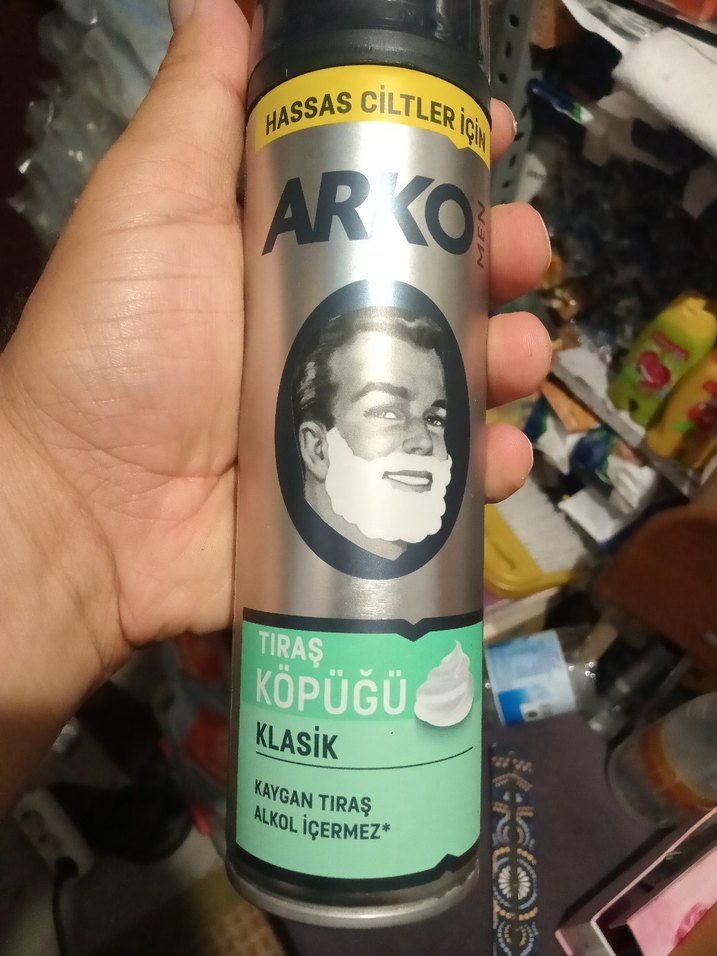 HASSAS CİLTLER İÇİN
ARKO
MEN
TIRAŞ
KÖPÜĞÜ
KLASİK
KAYGAN TIRAŞ
ALKOL İÇERMEZ*